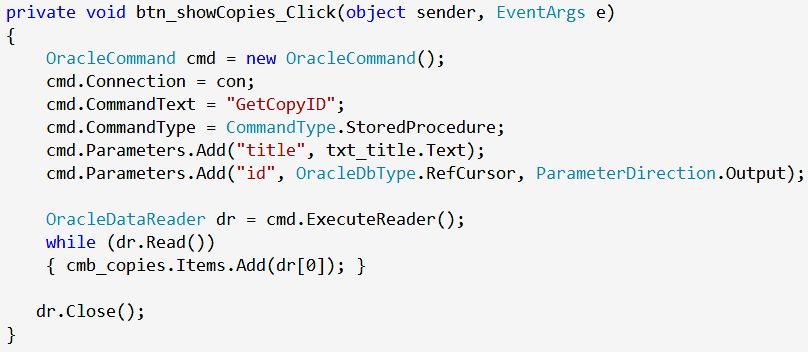 private void btn_showCopies_Click(object sender, EventArgs e)
{
OracleCommand cmd = new OracleCommand();
cmd.Connection = con;
cmd.CommandText = "GetCopyID";
cmd.CommandType = CommandType.StoredProcedure;
cmd.Parameters.Add("title", txt_title.Text);
cmd.Parameters.Add("id", OracleDbType.RefCursor, ParameterDirection.Output);
OracleDataReader dr = cmd.ExecuteReader();
while (dr.Read())
{ cmb_copies.Items.Add(dr[0]); }
dr.Close();
}